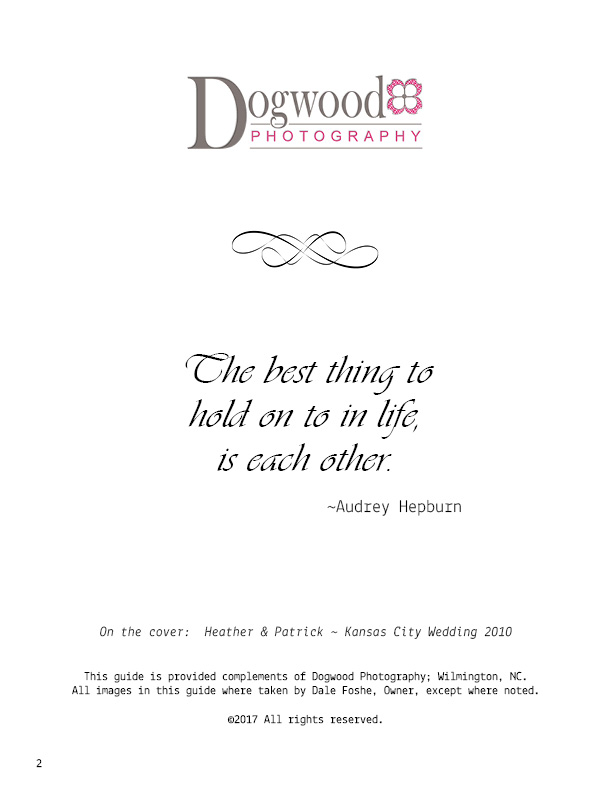 Dogwood
PHOTOGRAPHY
The best thing to
hold on to in life,
is each other.
~Audrey Hepburn
On the cover:  Heather & Patrick ~ Kansas City Wedding 2010
This guide is provided complements of Dogwood Photography; Wilmington, NC.
All images in this guide where taken by Dale Foshe, Owner, except where noted.
©2017 All rights reserved.
2